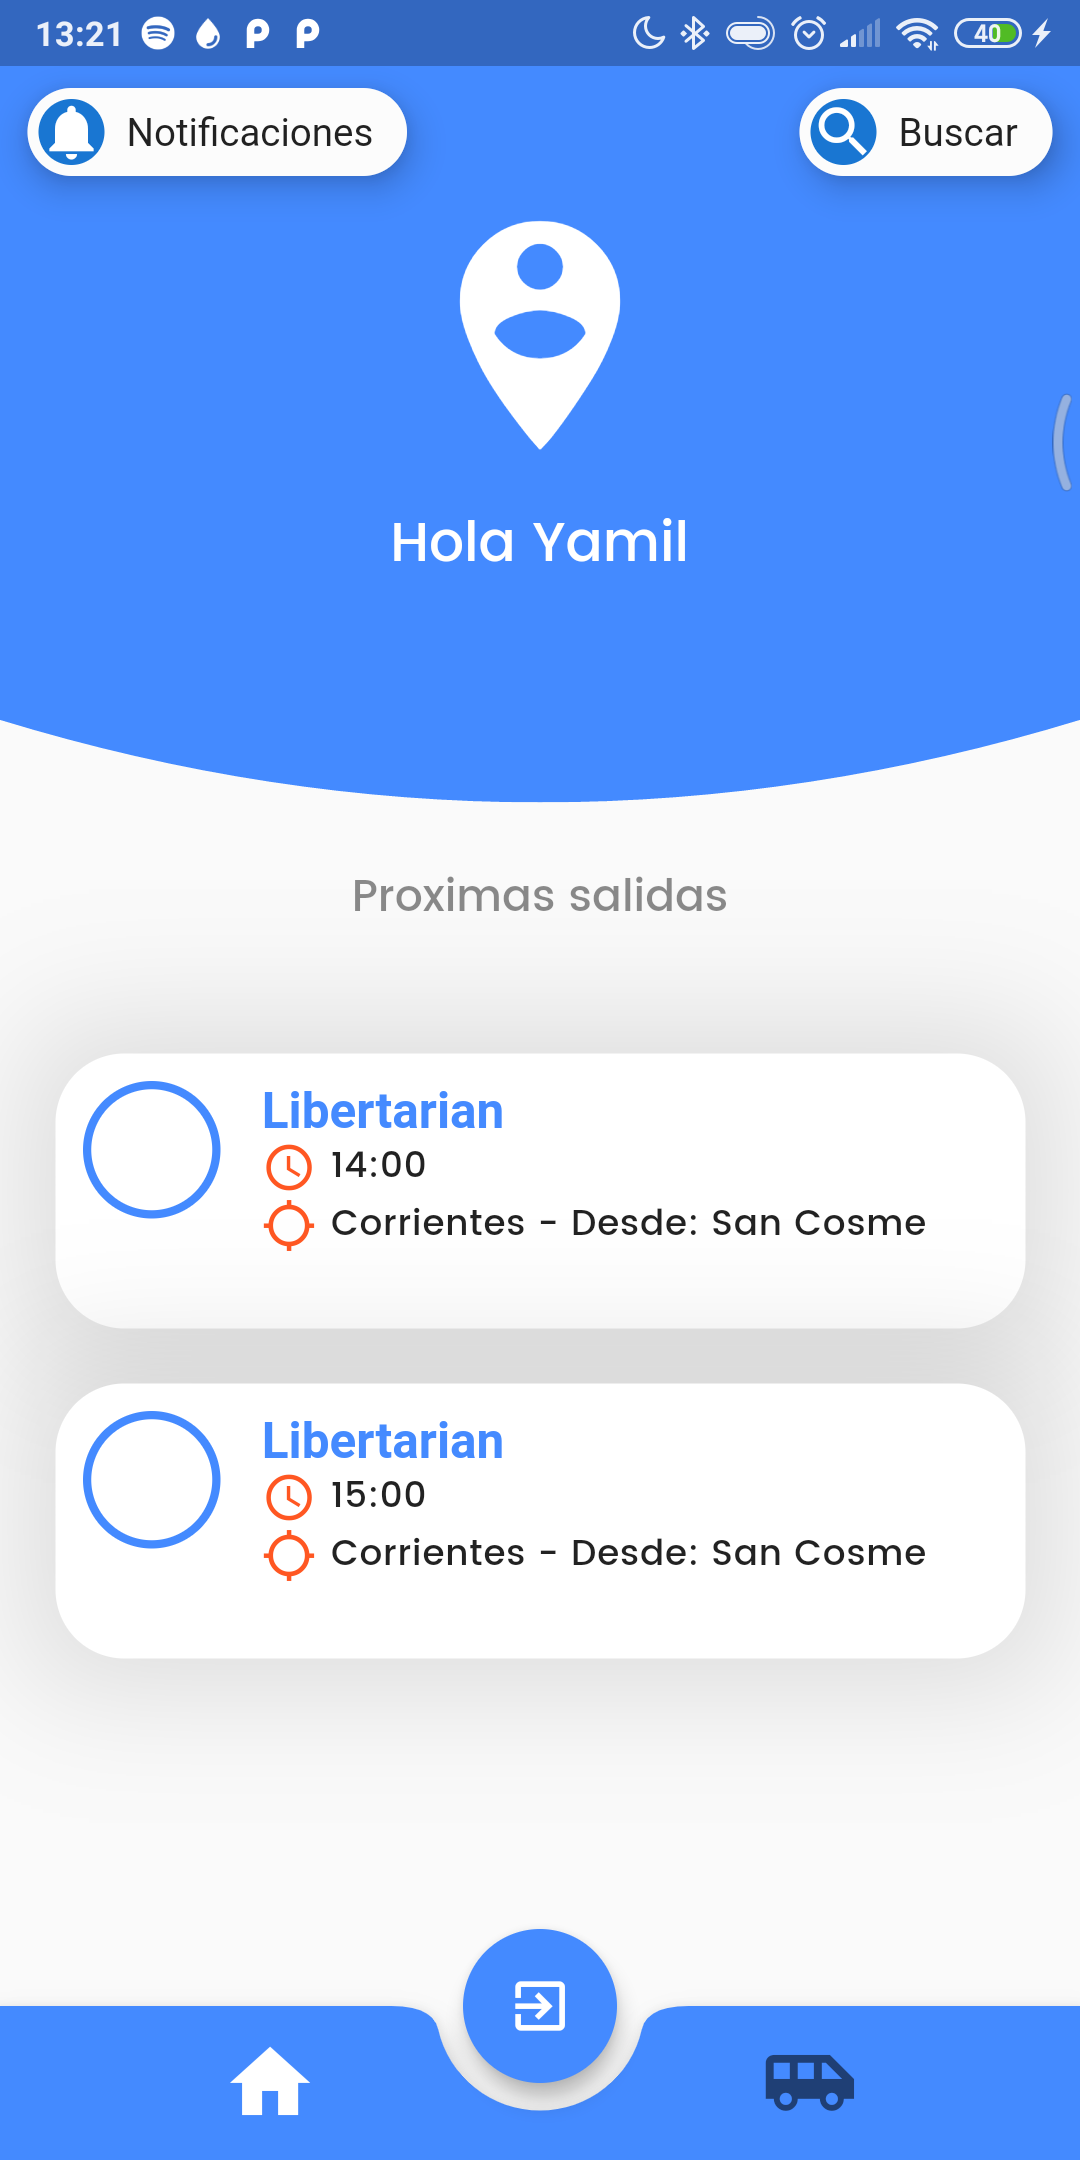 13:21
40
Notificaciones
Buscar
Hola Yamil
Proximas salidas
Libertarian
14:00
Corrientes - Desde: San Cosme
Libertarian
15:00
Corrientes - Desde: San Cosme